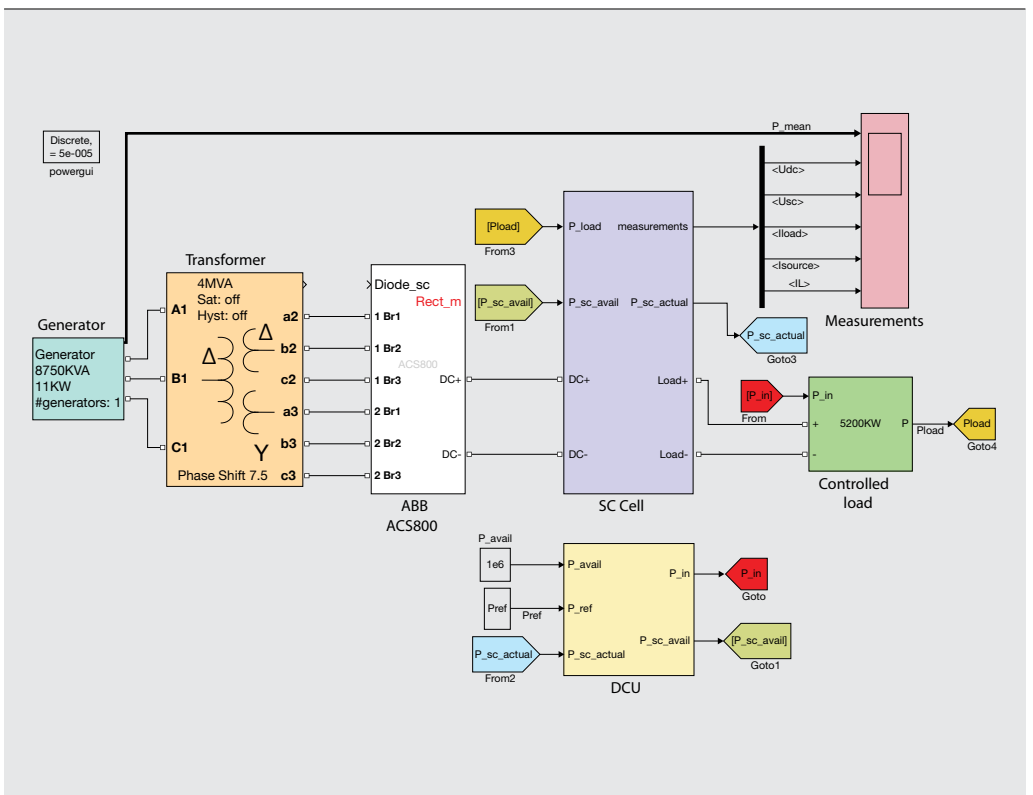 Discrete,
= 5e-005
powergui
P_mean
<Udc>
<Usc>
<Iload>
<Isource>
<IL>
Measurements
[Pload]
From3
[P_sc_avail]
From1
P_load
measurements
P_sc_avail
P_sc_actual
DC+
Load+
DC-
Load-
SC Cell
P_sc_actual
Goto3
Transformer
4MVA
Sat: off
Hyst: off
A1
B1
C1
Δ
Δ
Y
a2
b2
c2
a3
b3
c3
Phase Shift 7.5
Generator
Generator
8750KVA
11KW
#generators: 1
Diode_sc
Rect_m
1 Br1
1 Br2
ACS800
1 Br3
DC+
2 Br1
2 Br2
DC-
2 Br3
ABB
ACS800
[P_in]
From
P_in
+
5200KW
P
-
Controlled
load
Pload
Pload
Goto4
P_avail
1e6
Pref
Pref
P_sc_actual
From2
P_avail
P_in
P_ref
P_sc_avail
P_sc_actual
DCU
P_in
Goto
[P_sc_avail]
Goto1